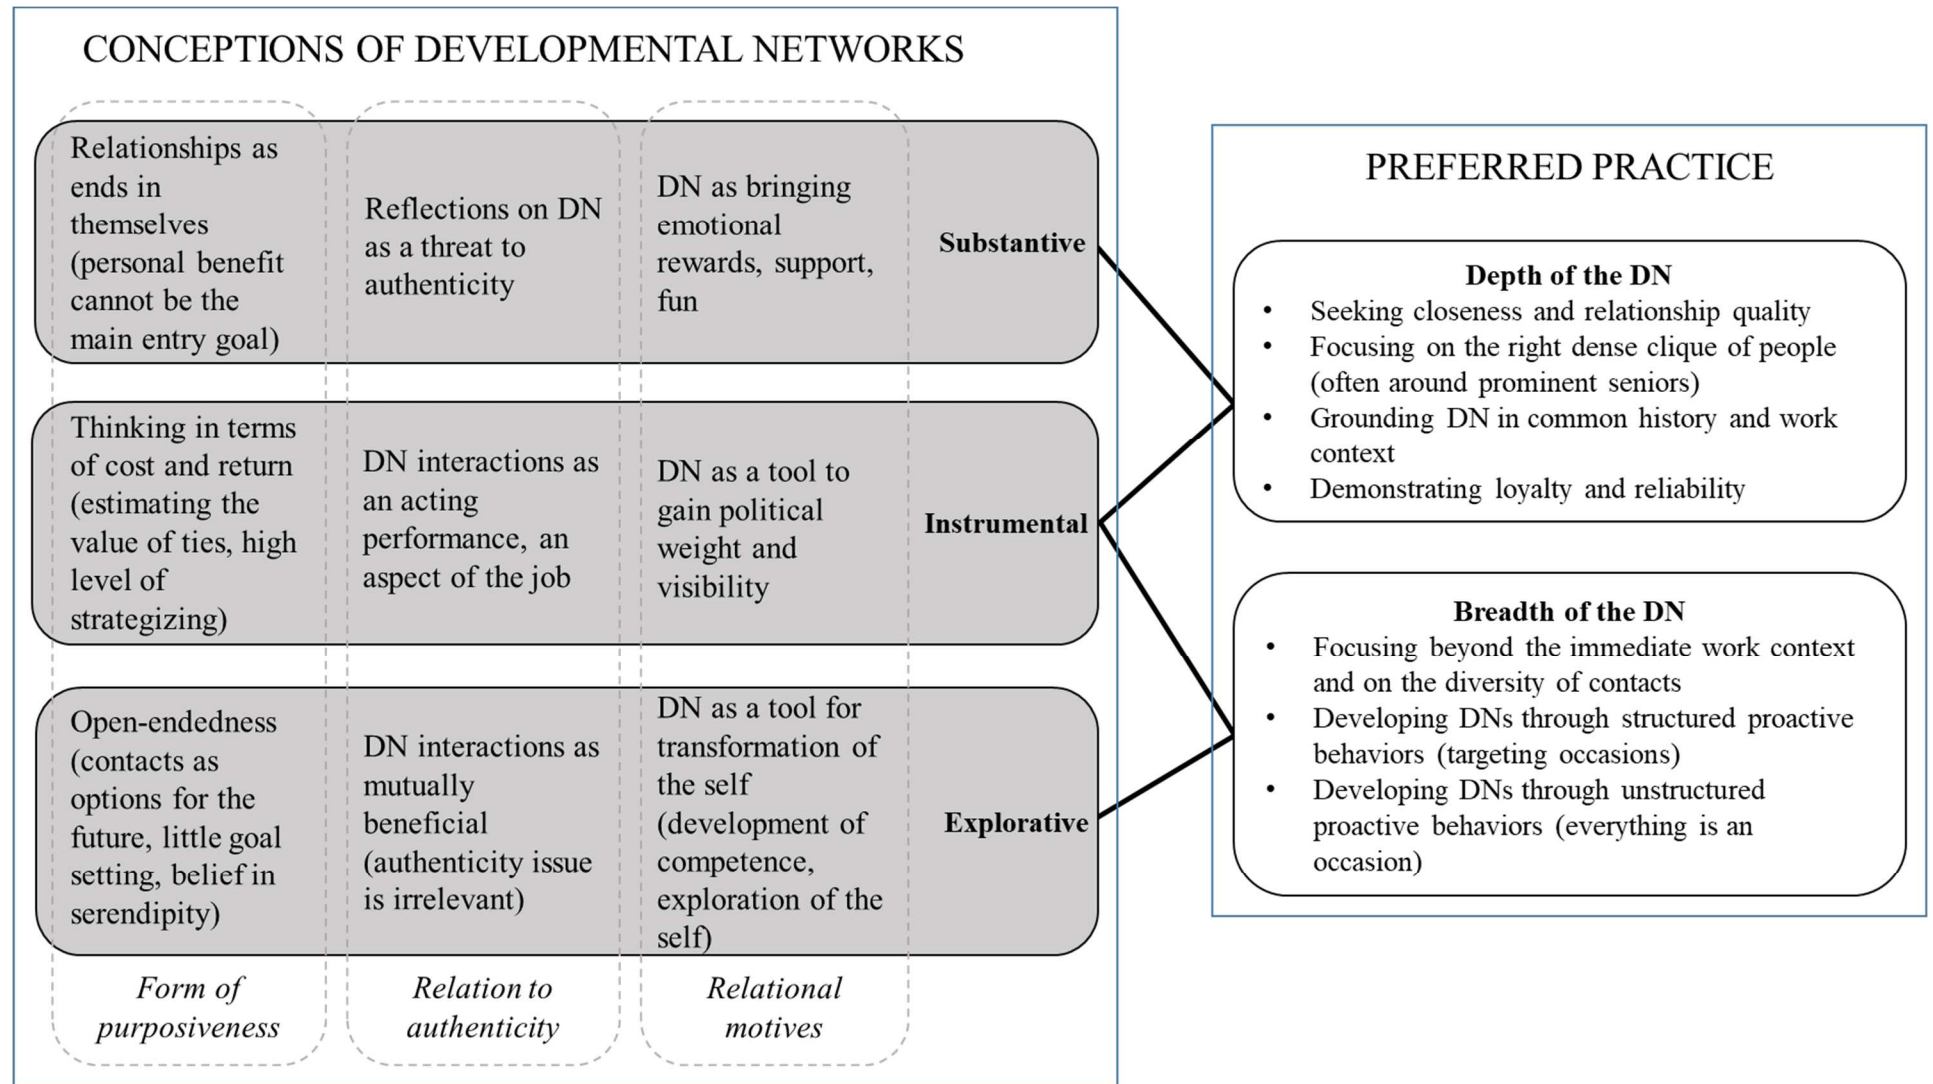 CONCEPTIONS OF DEVELOPMENTAL NETWORKS
Relationships as
ends in
themselves
(personal benefit
cannot be the
main entry goal)
Reflections on DN
as a threat to
authenticity
DN as bringing
emotional
rewards, support,
fun
Substantive
Thinking in terms
of cost and return
(estimating the
value of ties, high
level of
strategizing)
DN interactions as
an acting
performance, an
aspect of the job
DN as a tool to
gain political
weight and
visibility
Instrumental
Open-endedness
(contacts as
options for the
future, little goal
setting, belief in
serendipity)
DN interactions as
mutually
beneficial
(authenticity issue
is irrelevant)
DN as a tool for
transformation of
the self
(development of
competence,
exploration of the
self)
Explorative
Form of
purposiveness
Relation to
authenticity
Relational
motives
PREFERRED PRACTICE
Depth of the DN
• Seeking closeness and relationship quality
• Focusing on the right dense clique of people
(often around prominent seniors)
• Grounding DN in common history and work
context
• Demonstrating loyalty and reliability
Breadth of the DN
• Focusing beyond the immediate work context
and on the diversity of contacts
• Developing DNs through structured proactive
behaviors (targeting occasions)
• Developing DNs through unstructured
proactive behaviors (everything is an
occasion)